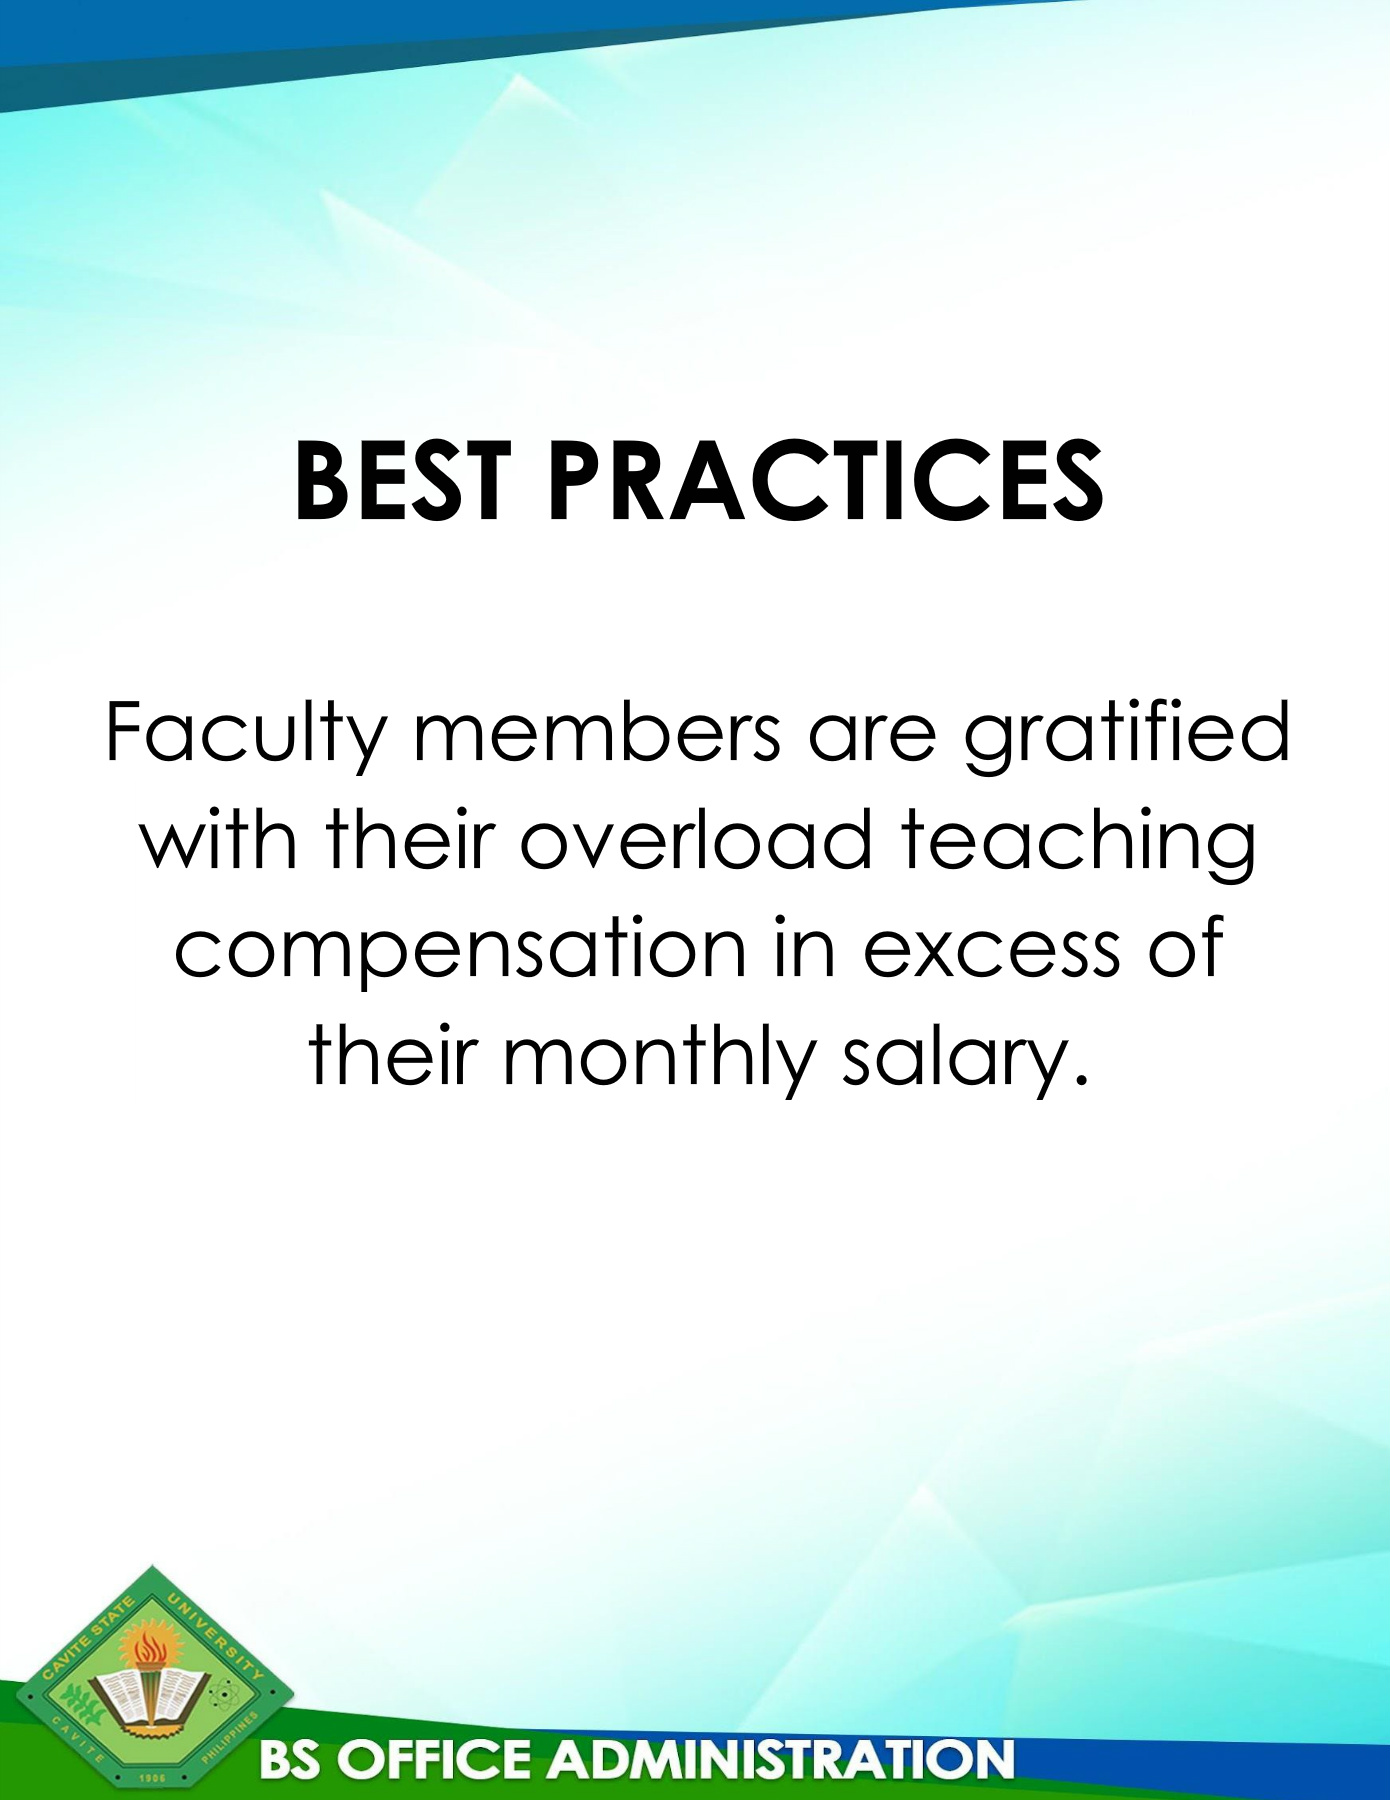 BEST PRACTICES
Faculty members are gratified
with their overload teaching
compensation in excess of
their monthly salary.
CAVITE STATE UNIVERSITY
CAVITE PHILIPPINES
1906
BS OFFICE ADMINISTRATION